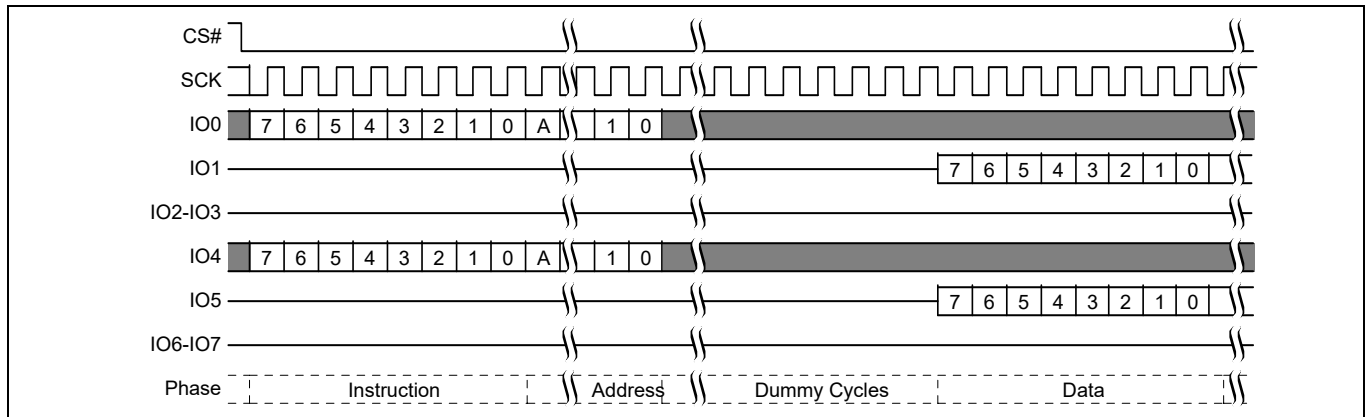 CS#
SCK
IO0 7 6 5 4 3 2 1 0 A 1 0
IO1 7 6 5 4 3 2 1 0
IO2-IO3
IO4 7 6 5 4 3 2 1 0 A 1 0
IO5 7 6 5 4 3 2 1 0
IO6-IO7
Phase Instruction Address Dummy Cycles Data